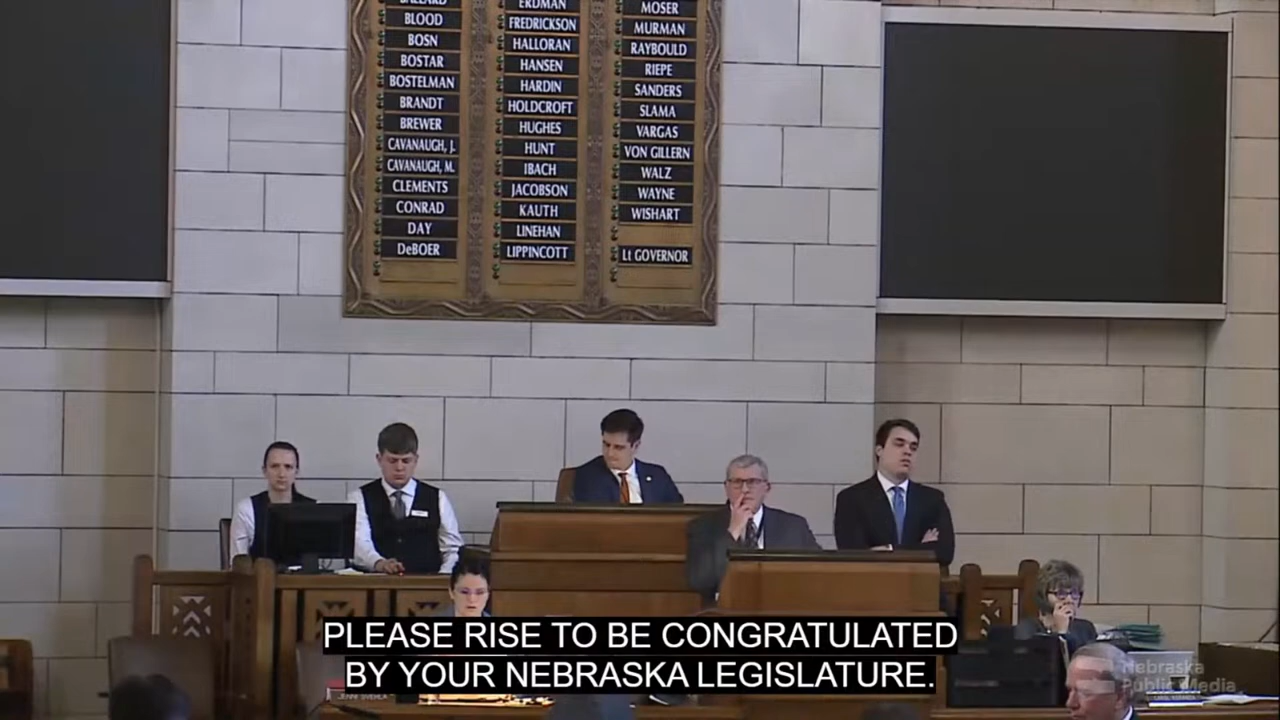 BALLARD
BLOOD
BOSN
BOSTAR
BOSTELMAN
BRANDT
BREWER
CAVANAUGH, J.
CAVANAUGH, M.
CLEMENTS
CONRAD
DAY
DeBOER
ERDMAN
FREDRICKSON
HALLORAN
HANSEN
HARDIN
HOLDCROFT
HUGHES
HUNT
IBACH
JACOBSON
KAUTH
LINEHAN
LIPPINCOTT
MOSER
MURMAN
RAYBOULD
RIEPE
SANDERS
SLAMA
VARGAS
VON GILLERN
WALZ
WAYNE
WISHART
Lt GOVERNOR
PLEASE RISE TO BE CONGRATULATED
BY YOUR NEBRASKA LEGISLATURE.
Nebraska
Public Media